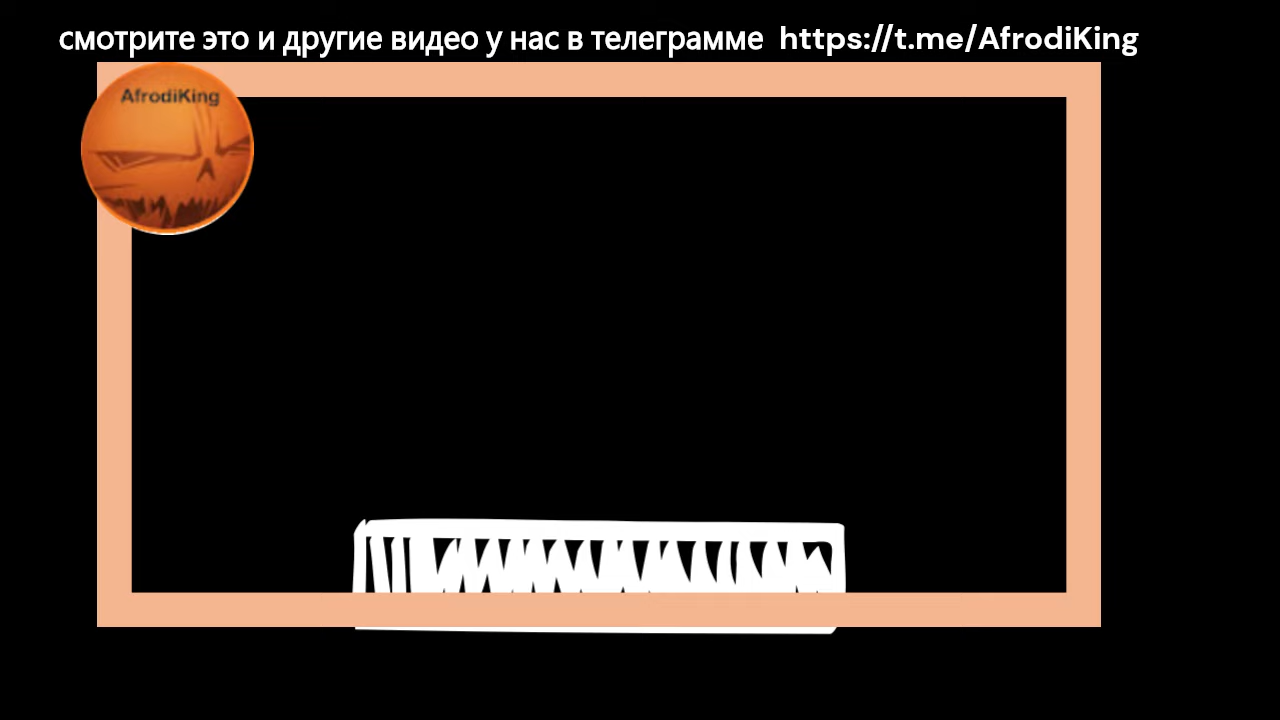 смотрите это и другие видео у нас в телеграмме https://t.me/AfrodiKing
AfrodiKing